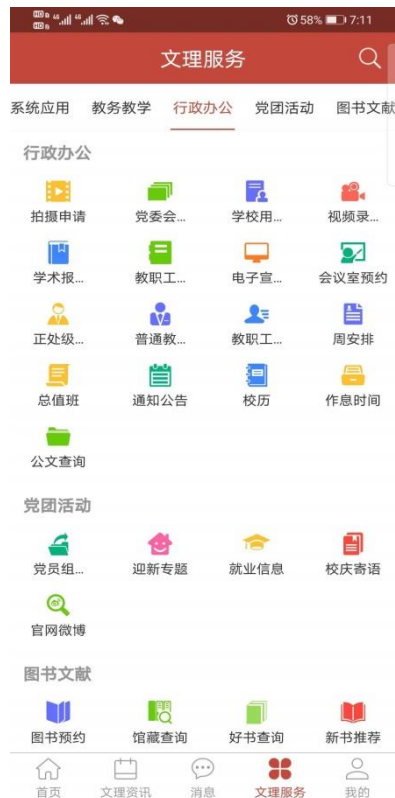 58% 7:11
文理服务
系统应用 教务教学 行政办公 党团活动 图书文献
行政办公
拍摄申请 党委会... 学校用... 视频录...
学术报... 教职工... 电子宣... 会议室预约
正处级... 普通教... 教职工... 周安排
总值班 通知公告 校历 作息时间
公文查询
党团活动
党员组... 迎新专题 就业信息 校庆寄语
官网微博
图书文献
图书预约 馆藏查询 好书查询 新书推荐
首页 文理资讯 消息 文理服务 我的